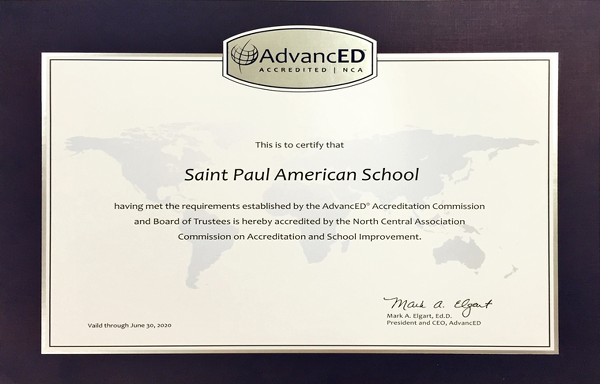 AdvancED
ACCREDITED | NCA
This is to certify that
Saint Paul American School
having met the requirements established by the AdvancED® Accreditation Commission
and Board of Trustees is hereby accredited by the North Central Association
Commission on Accreditation and School Improvement.
Mark A. Elgart
Mark A. Elgart, Ed.D.
President and CEO, AdvancED
Vaild through June 30, 2020